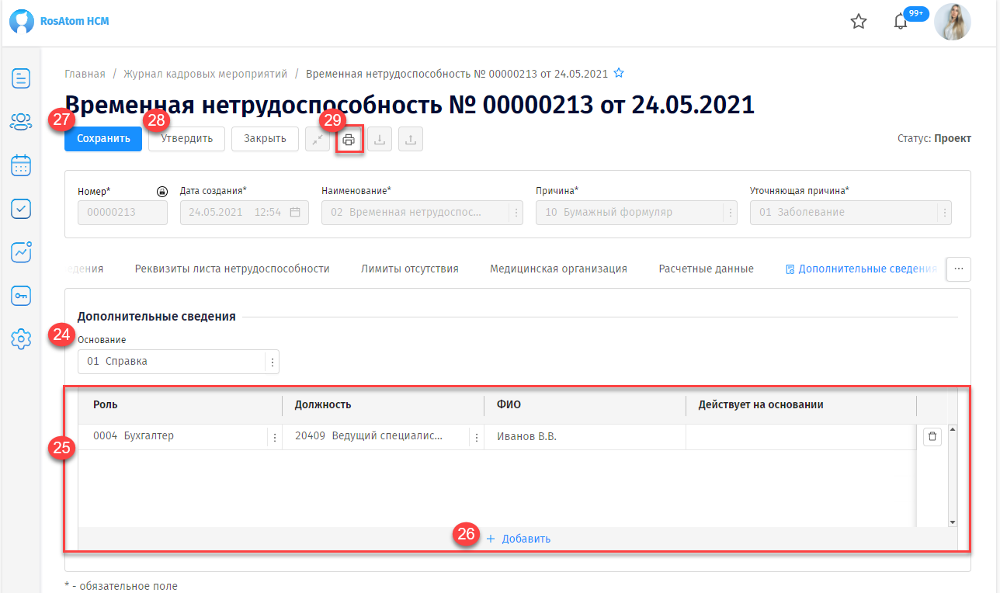 RosAtom HCM
99+
Главная / Журнал кадровых мероприятий / Временная нетрудоспособность № 00000213 от 24.05.2021
Временная нетрудоспособность № 00000213 от 24.05.2021
27
28
29
Сохранить Утвердить Закрыть
Статус: Проект
Номер* Дата создания* Наименование* Причина* Уточняющая причина*
00000213 24.05.2021 12:54 02 Временная нетрудоспос... 10 Бумажный формуляр 01 Заболевание
едения Реквизиты листа нетрудоспособности Лимиты отсутствия Медицинская организация Расчетные данные Дополнительные сведения ...
Дополнительные сведения
24
Основание
01 Справка
Роль Должность ФИО Действует на основании
25
0004 Бухгалтер 20409 Ведущий специалис... Иванов В.В.
26
+ Добавить
* - обязательное поле